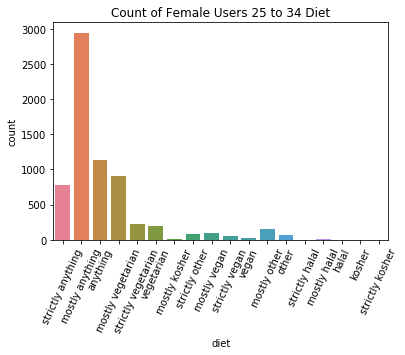 Count of Female Users 25 to 34 Diet
3000
2500
2000
1500
1000
500
0
count
strictly anything
mostly anything
anything
mostly vegetarian
strictly vegetarian
vegetarian
mostly kosher
strictly other
mostly vegan
strictly vegan
vegan
mostly other
other
strictly halal
mostly halal
halal
kosher
strictly kosher
diet